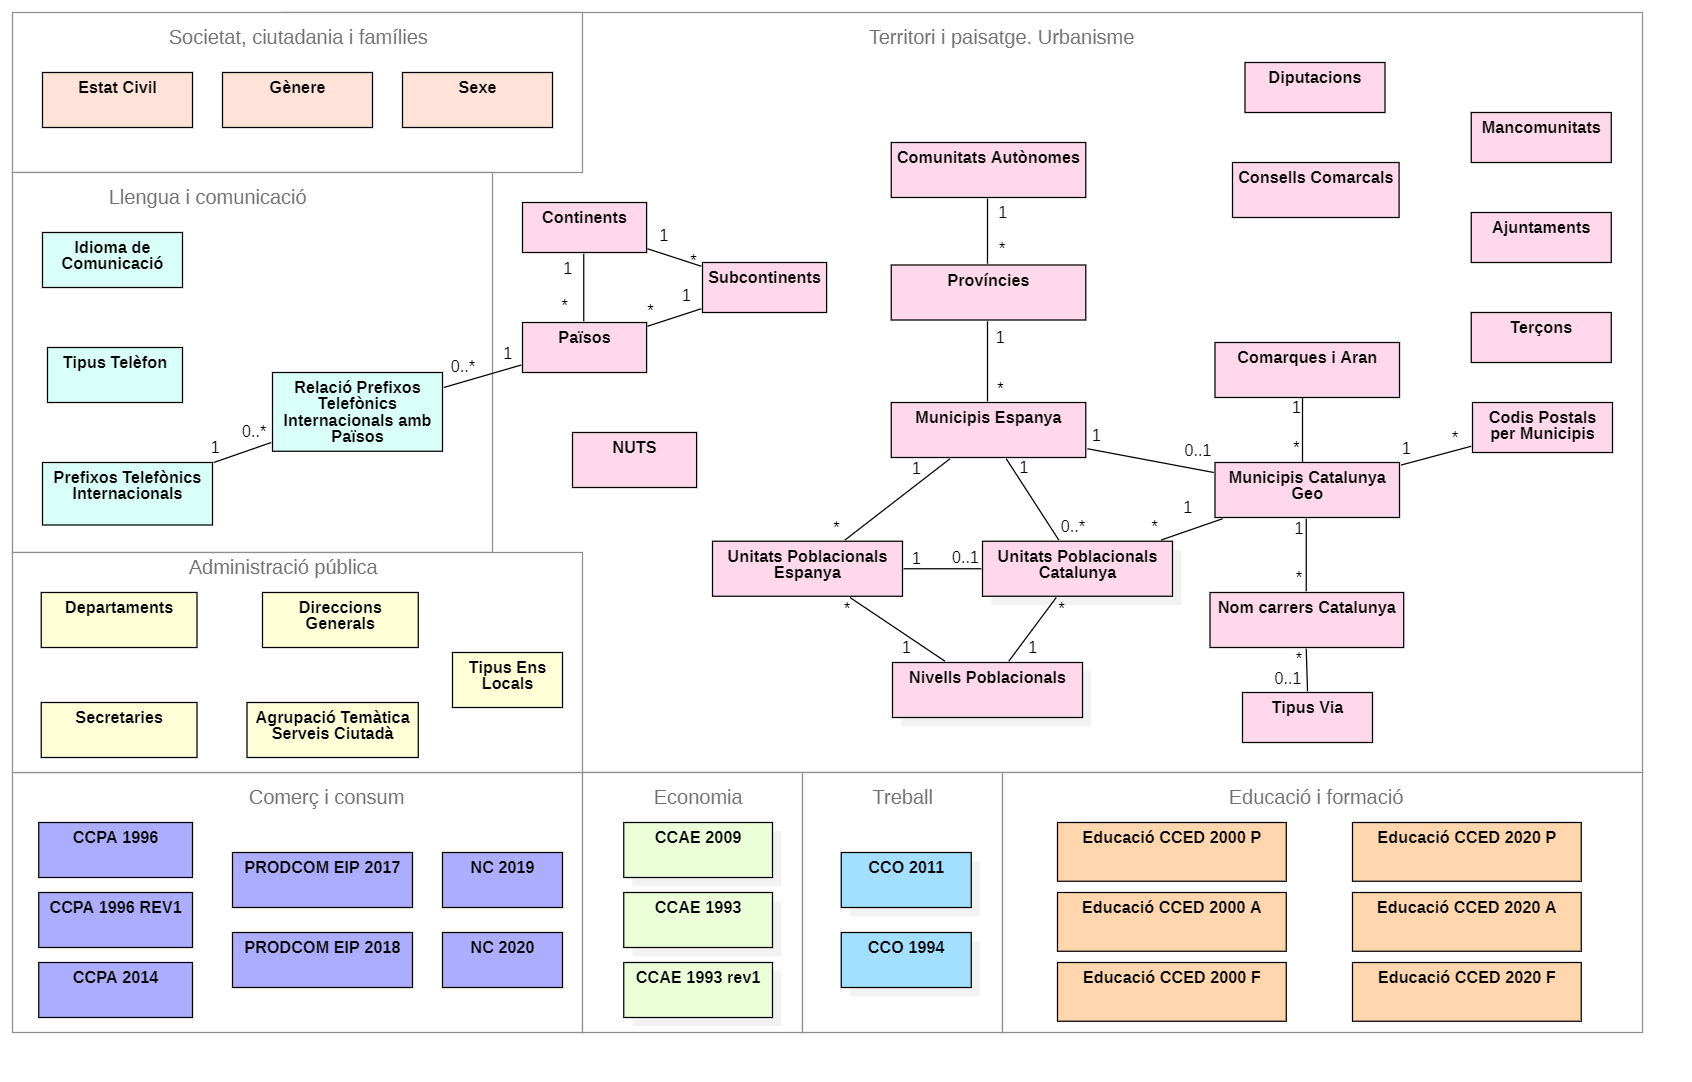 Societat, ciutadania i famílies
Estat Civil
Gènere
Sexe
Llengua i comunicació
Idioma de
Comunicació
Tipus Telèfon
Relació Prefixos
Telefònics
Internacionals amb
Països
0..*
1
0..*
1
Prefixos Telefònics
Internacionals
Territori i paisatge. Urbanisme
Diputacions
Mancomunitats
Comunitats Autònomes
Consells Comarcals
Continents
1
*
Ajuntaments
1
*
Subcontinents
1
*
1
*
Províncies
Països
1
*
Terçons
Comarques i Aran
NUTS
Municipis Espanya
1
*
Codis Postals
per Municipis
1
0..1
1
*
Municipis Catalunya
Geo
1
1
*
0..*
1
*
1
*
Unitats Poblacionals
Espanya
1
0..1
Unitats Poblacionals
Catalunya
*
1
*
1
Nom carrers Catalunya
*
0..1
Nivells Poblacionals
Tipus Via
Administració pública
Departaments
Direccions
Generals
Tipus Ens
Locals
Secretaries
Agrupació Temàtica
Serveis Ciutadà
Comerç i consum
CCPA 1996
PRODCOM EIP 2017
NC 2019
CCPA 1996 REV1
PRODCOM EIP 2018
NC 2020
CCPA 2014
Economia
CCAE 2009
CCAE 1993
CCAE 1993 rev1
Treball
CCO 2011
CCO 1994
Educació i formació
Educació CCED 2000 P
Educació CCED 2020 P
Educació CCED 2000 A
Educació CCED 2020 A
Educació CCED 2000 F
Educació CCED 2020 F